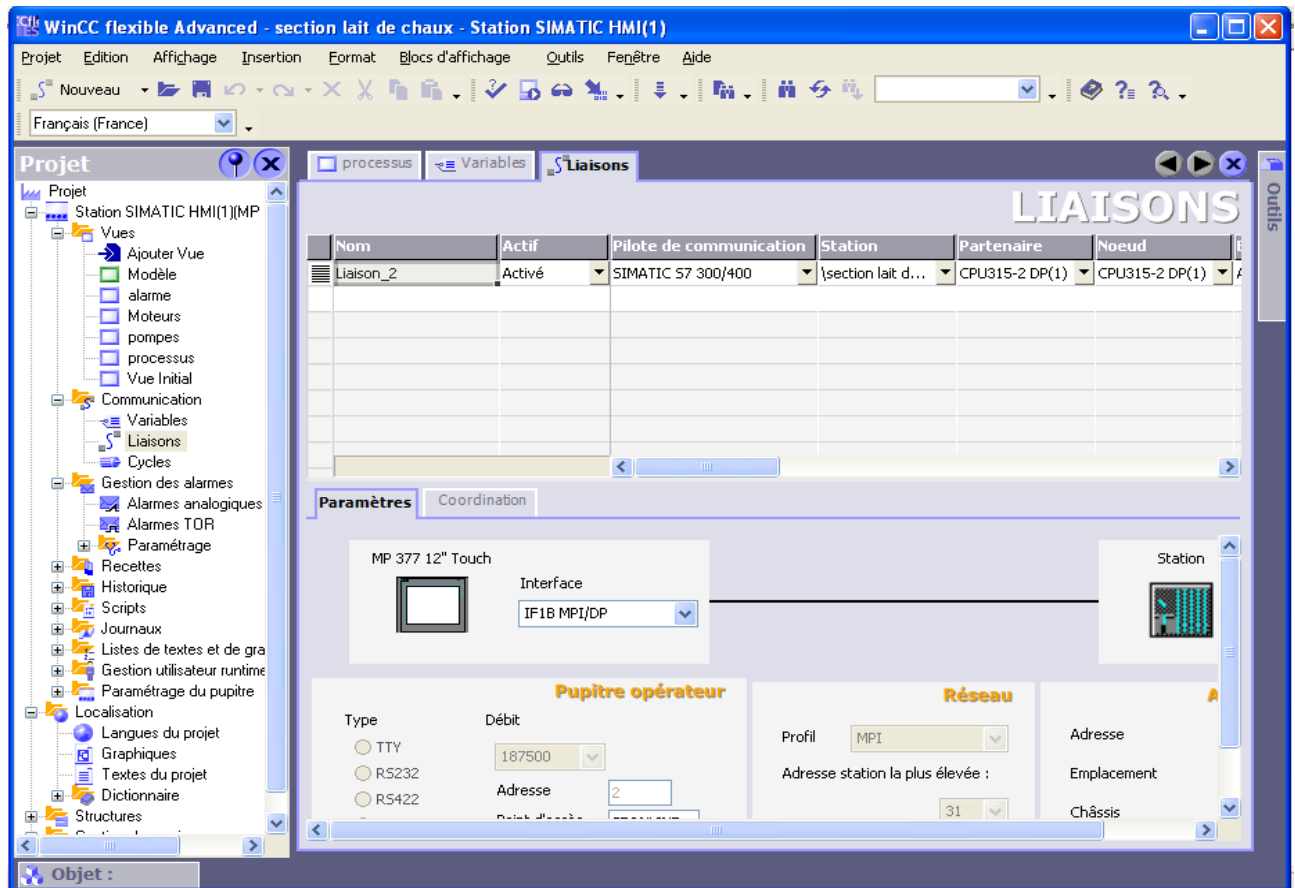 WinCC flexible Advanced - section lait de chaux - Station SIMATIC HMI(1)
Projet Edition Affichage Insertion Format Blocs d'affichage Outils Fenêtre Aide
Nouveau
Français (France)
Projet
Projet
Station SIMATIC HMI(1)(MP
Vues
Ajouter Vue
Modèle
alarme
Moteurs
pompes
processus
Vue Initial
Communication
Variables
Liaisons
Cycles
Gestion des alarmes
Alarmes analogiques
Alarmes TOR
Paramétrage
Recettes
Historique
Scripts
Journaux
Listes de textes et de gra
Gestion utilisateur runtime
Paramétrage du pupitre
Localisation
Langues du projet
Graphiques
Textes du projet
Dictionnaire
Structures
processus Variables Liaisons
Outils
LIAISONS
Nom Actif Pilote de communication Station Partenaire Noeud
Liaison_2 Activé SIMATIC S7 300/400 \section lait d... CPU315-2 DP(1) CPU315-2 DP(1)
Paramètres Coordination
MP 377 12" Touch
Interface
IF1B MPI/DP
Station
Pupitre opérateur
Type Débit
TTY
187500
RS232
Adresse 2
RS422
Réseau
Profil MPI
Adresse station la plus élevée :
31
Adresse
Emplacement
Châssis
Objet :